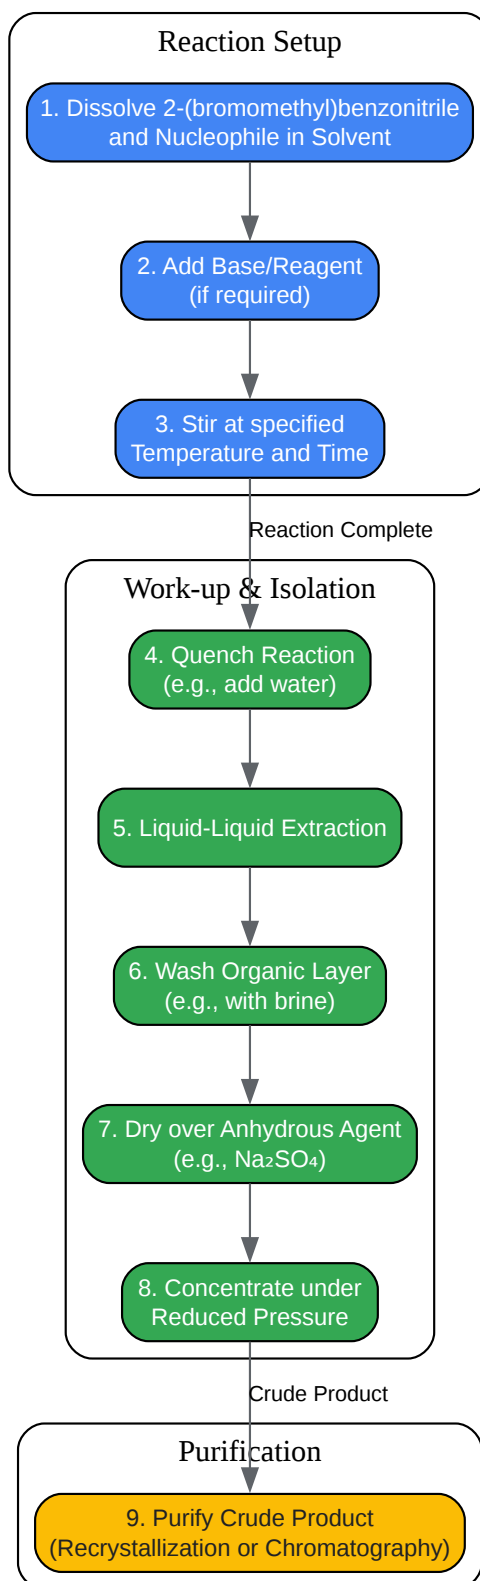 Reaction Setup
1. Dissolve 2-(bromomethyl)benzonitrile
and Nucleophile in Solvent
2. Add Base/Reagent
(if required)
3. Stir at specified
Temperature and Time
Reaction Complete
Work-up & Isolation
4. Quench Reaction
(e.g., add water)
5. Liquid-Liquid Extraction
6. Wash Organic Layer
(e.g., with brine)
7. Dry over Anhydrous Agent
(e.g., Na₂SO₄)
8. Concentrate under
Reduced Pressure
Crude Product
Purification
9. Purify Crude Product
(Recrystallization or Chromatography)